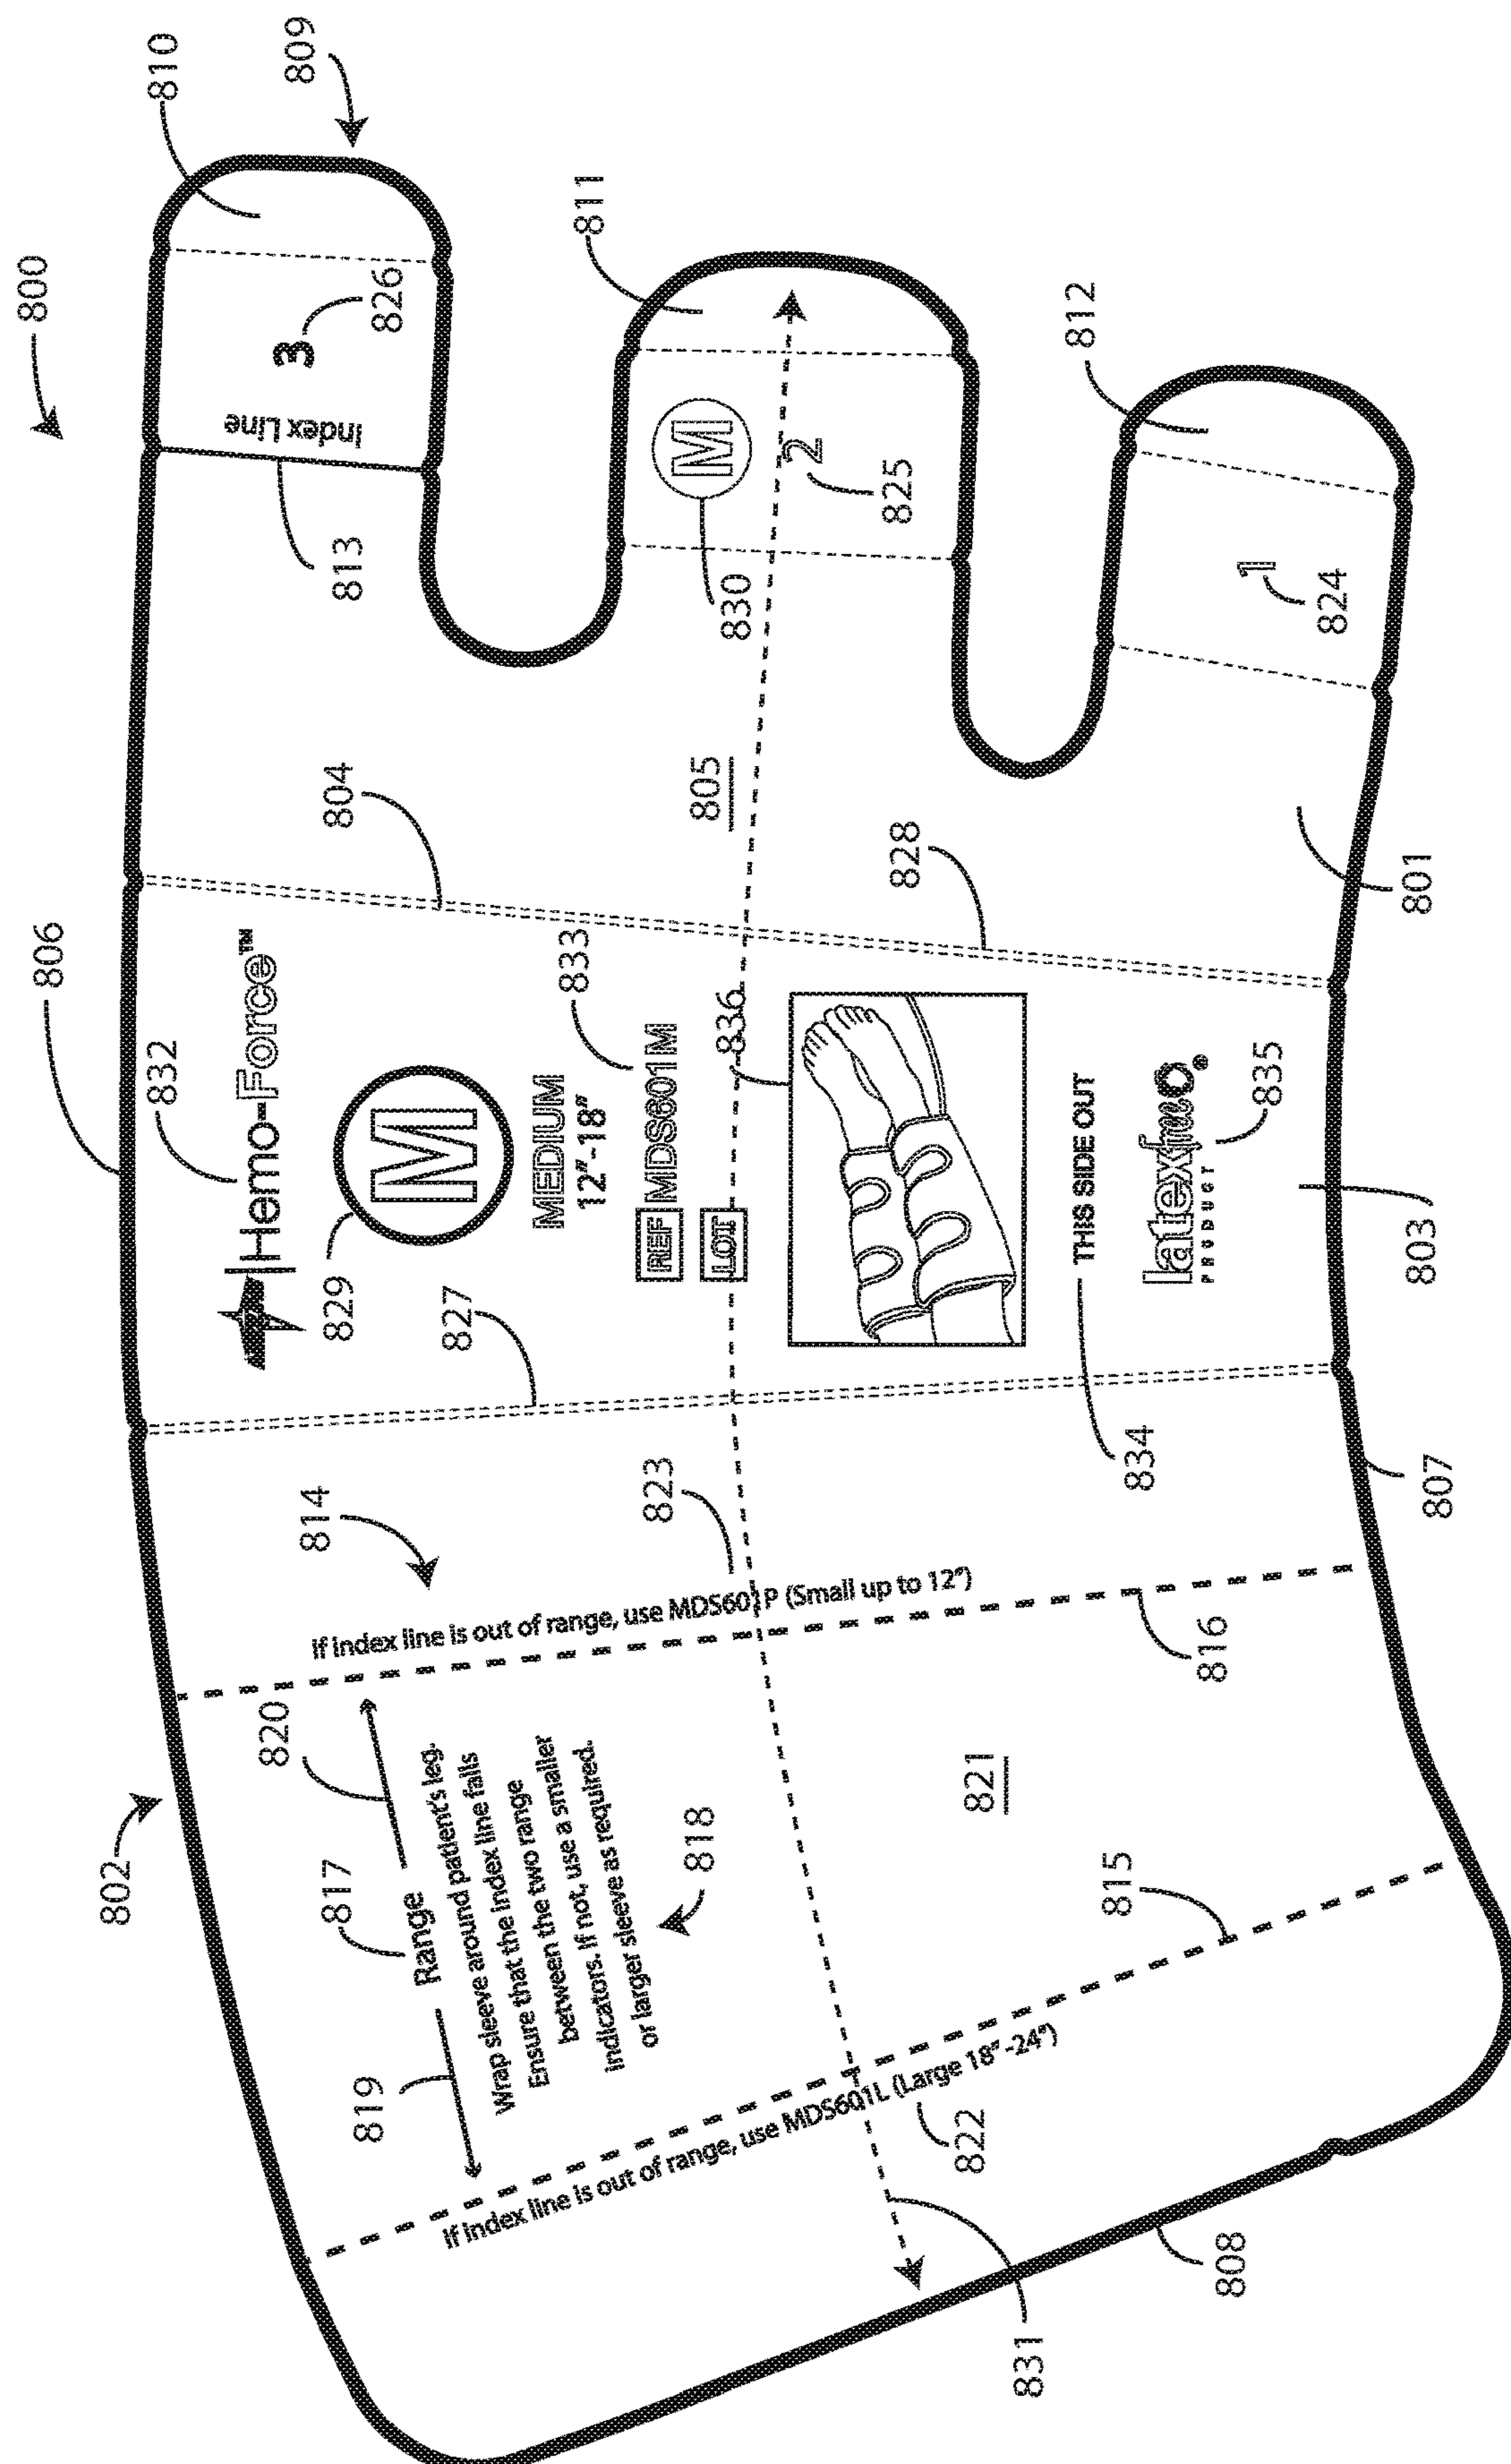 800
809
810
3
826
Index Line
813
811
M
830
2
825
812
1
824
806
804
805
828
801
832
Hemo-Force™
829
M
827
MEDIUM
12"-18"
833
REF MDS601M
LOT
836
THIS SIDE OUT
834
latexfree
PRODUCT
835
803
807
802
814
823
If index line is out of range, use MDS601P (Small up to 12")
816
820
817
Range
819
Wrap sleeve around patient's leg.
Ensure that the index line falls
between the two range
indicators. If not, use a smaller
or larger sleeve as required.
818
821
815
If index line is out of range, use MDS601L (Large 18"-24")
822
831
808